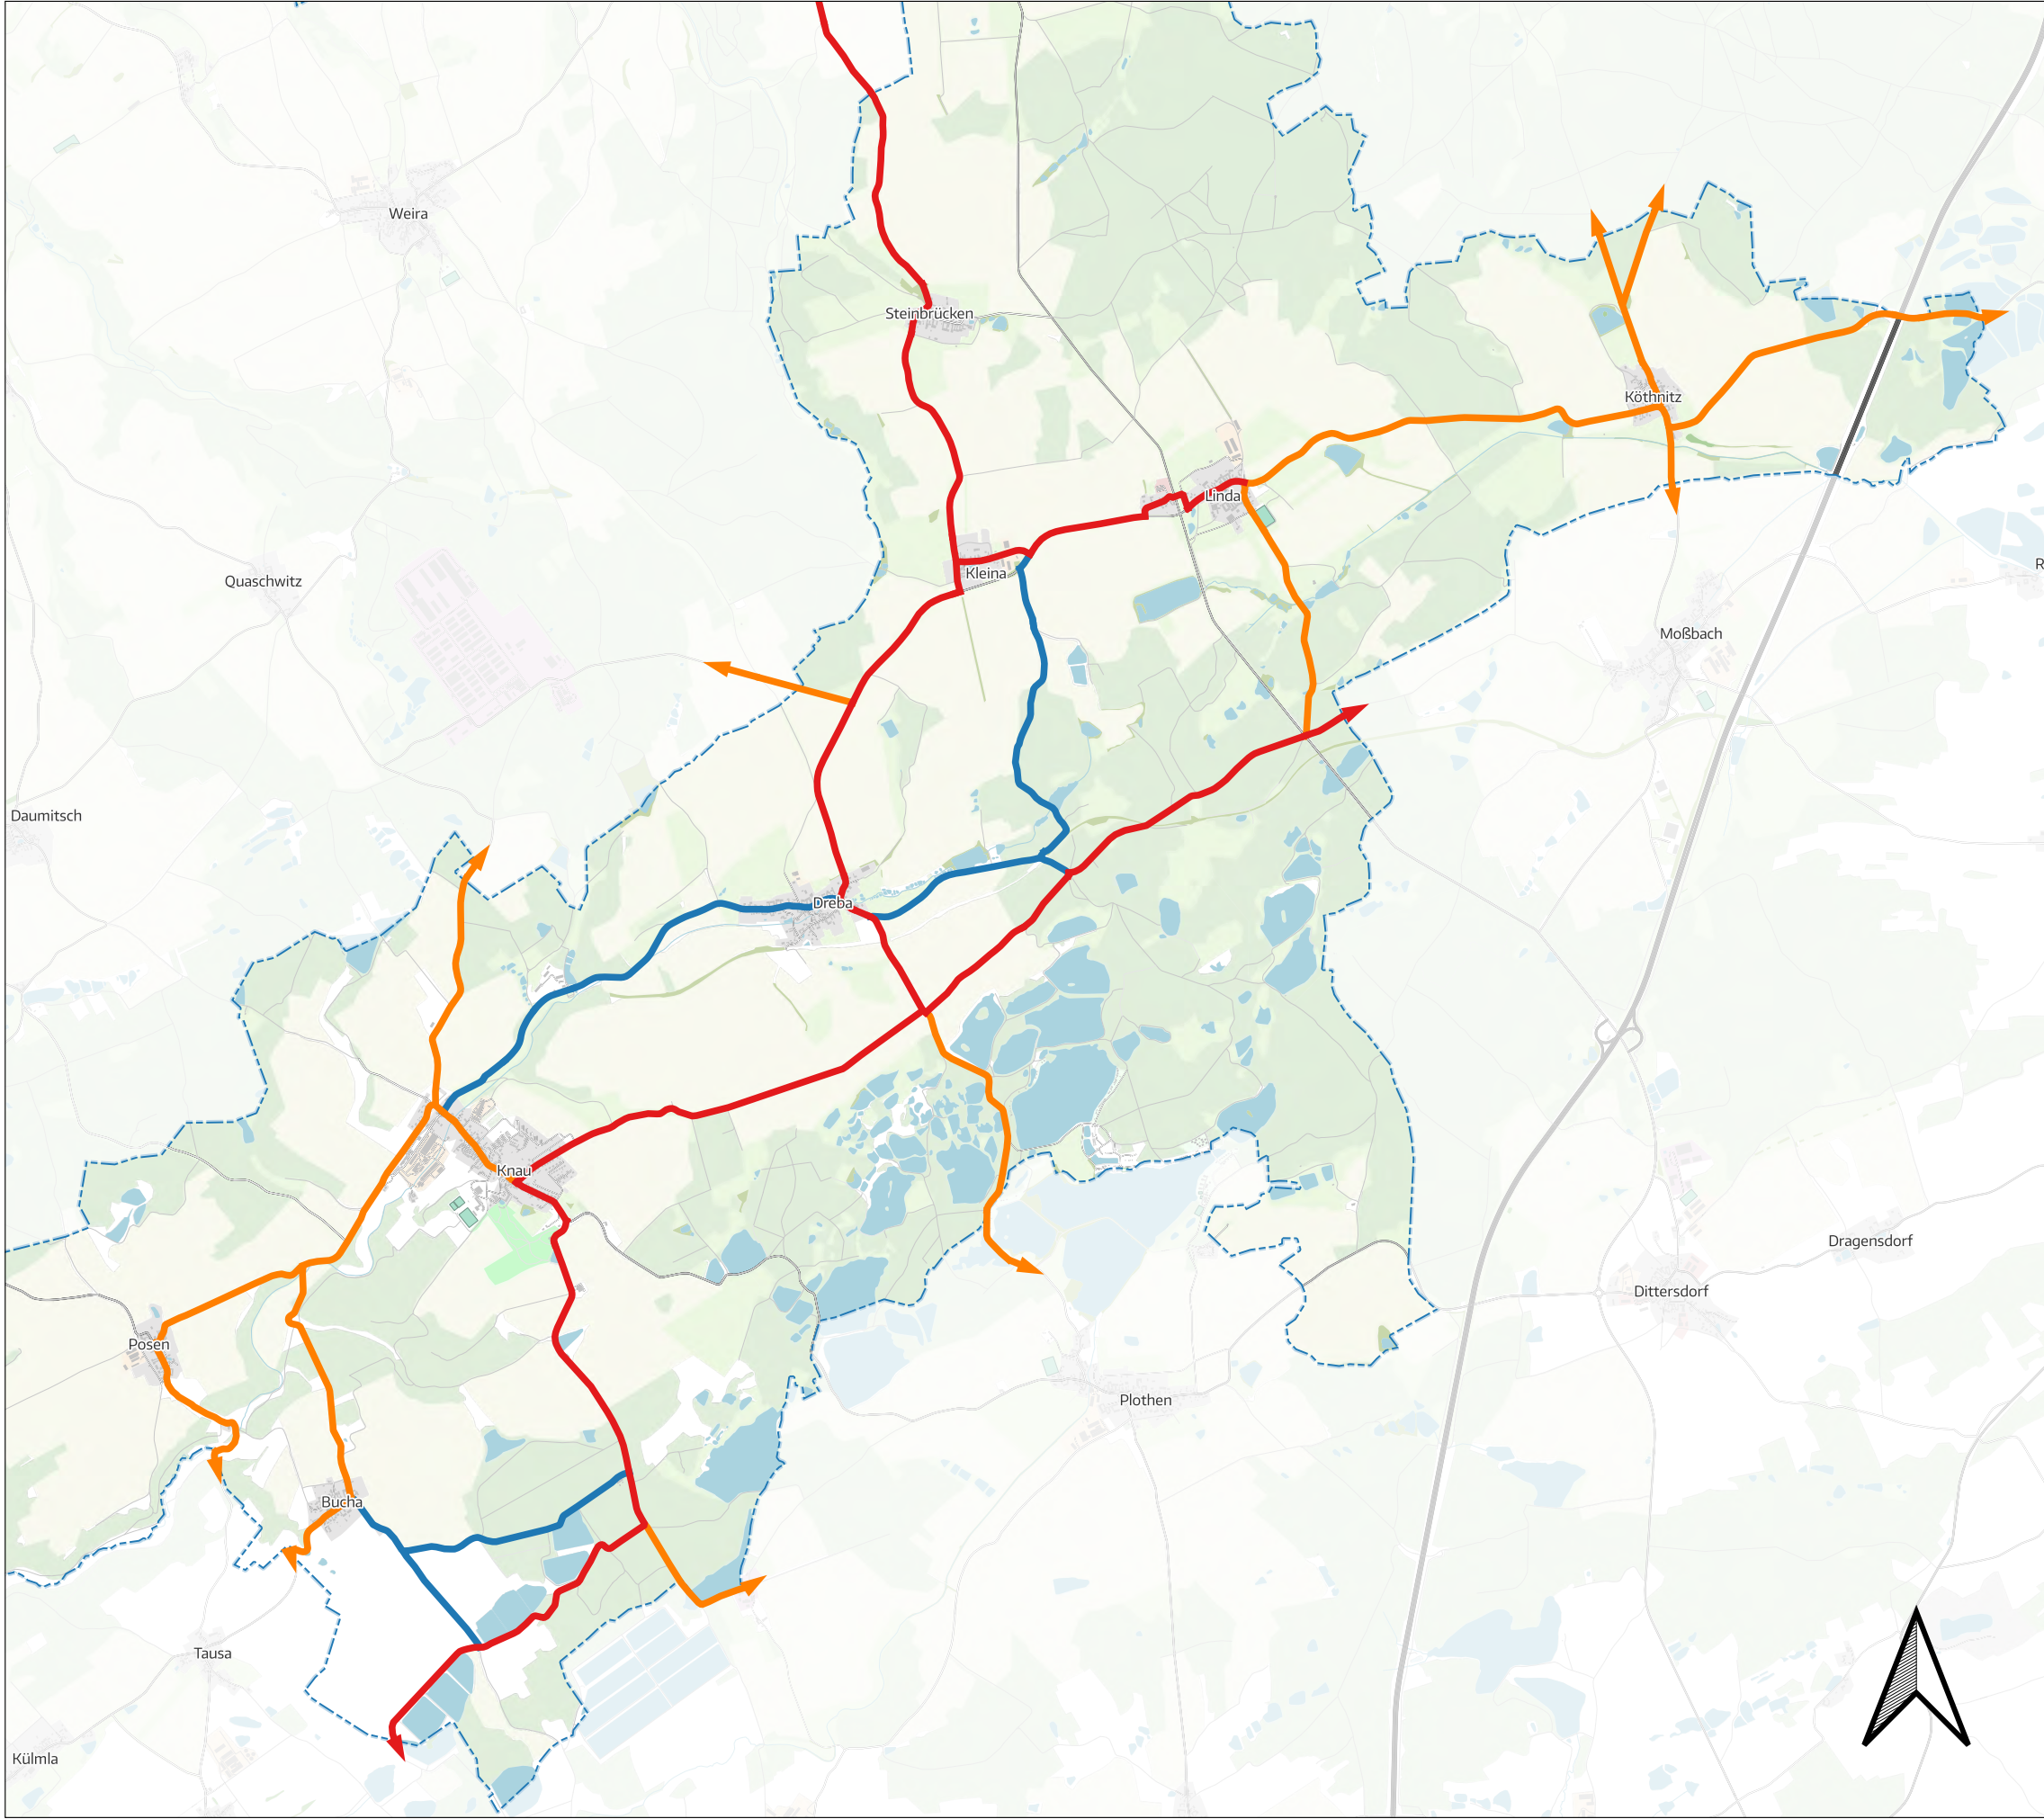 Weira
Steinbrücken
Köthnitz
Linda
Kleina
Quaschwitz
R
Moßbach
Daumitsch
Dreba
Knau
Dragensdorf
Dittersdorf
Posen
Plothen
Bucha
Tausa
Külmla